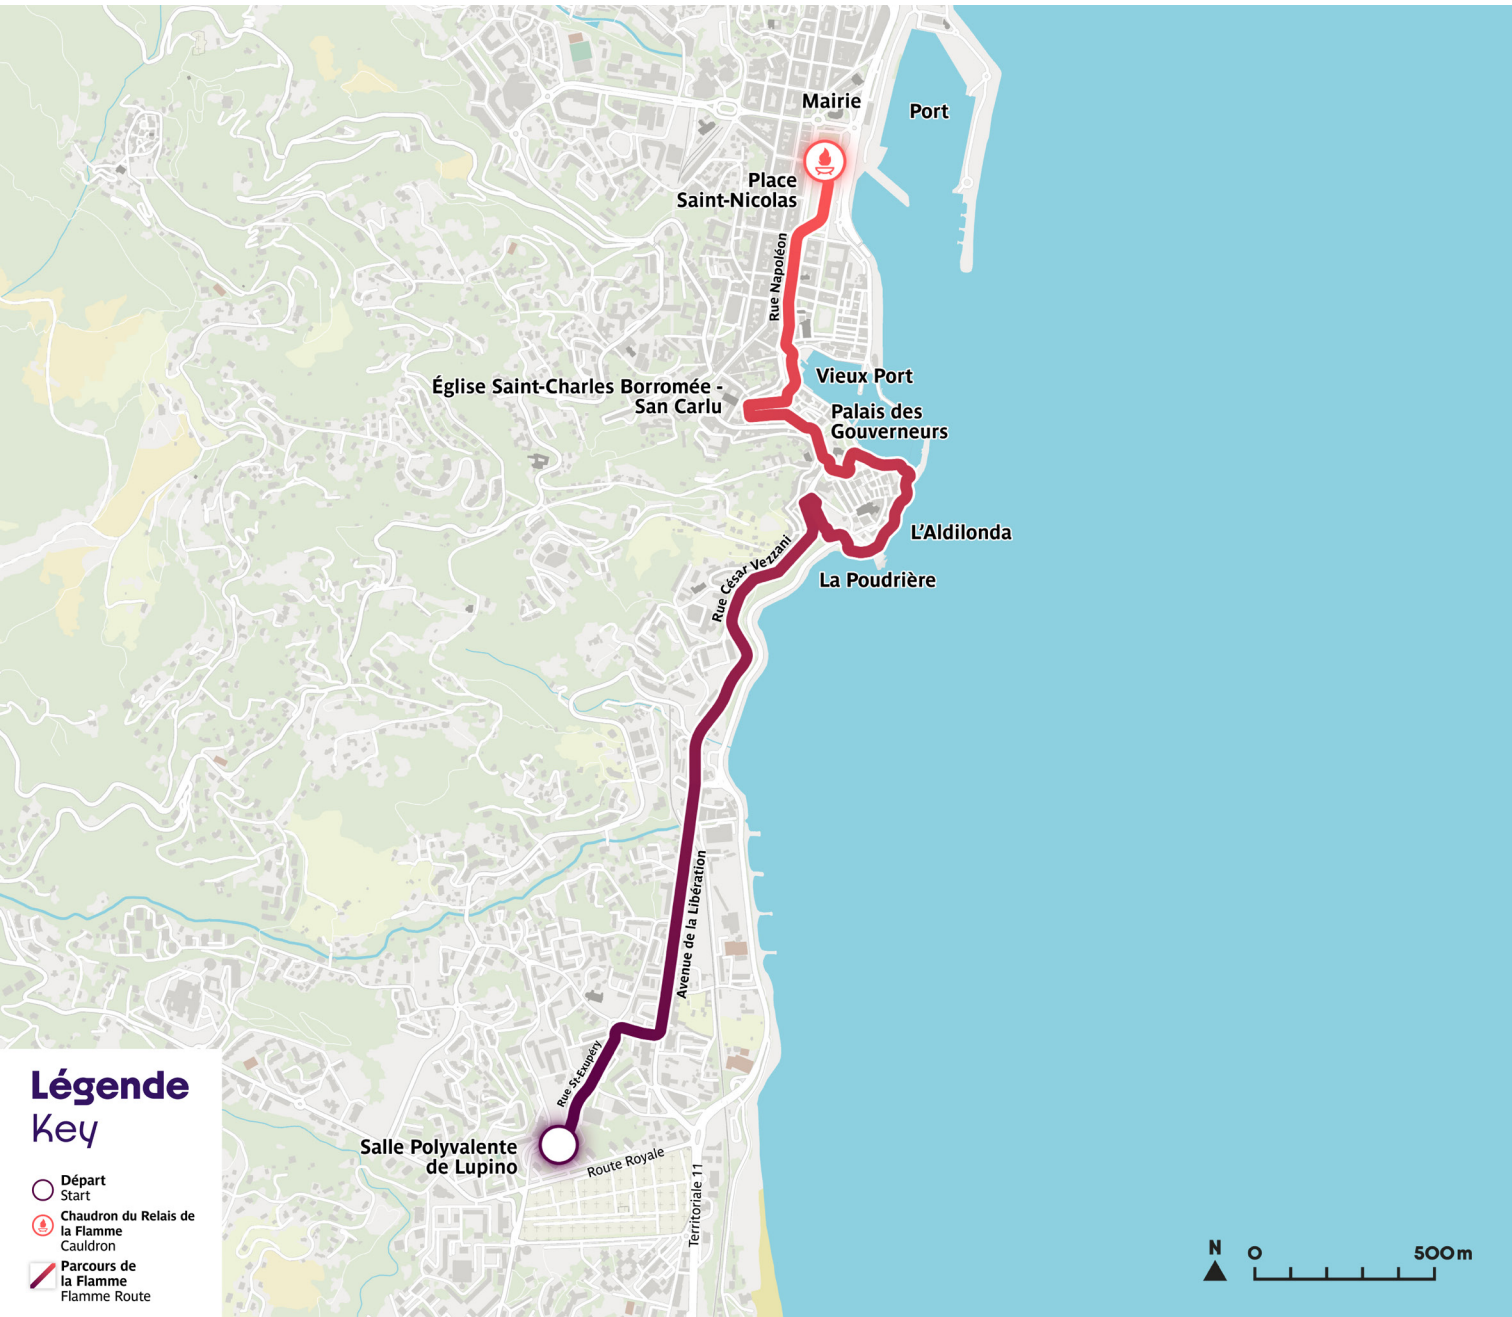 Mairie
Port
Place
Saint-Nicolas
Rue Napoléon
Vieux Port
Église Saint-Charles Borromée -
San Carlu
Palais des
Gouverneurs
L'Aldilonda
Rue César Vezzani
La Poudrière
Avenue de la Libération
Rue St-Exupéry
Salle Polyvalente
de Lupino
Route Royale
Territoriale 11
Légende
Key
Départ
Start
Chaudron du Relais de
la Flamme
Cauldron
Parcours de
la Flamme
Flamme Route
N
0
500m